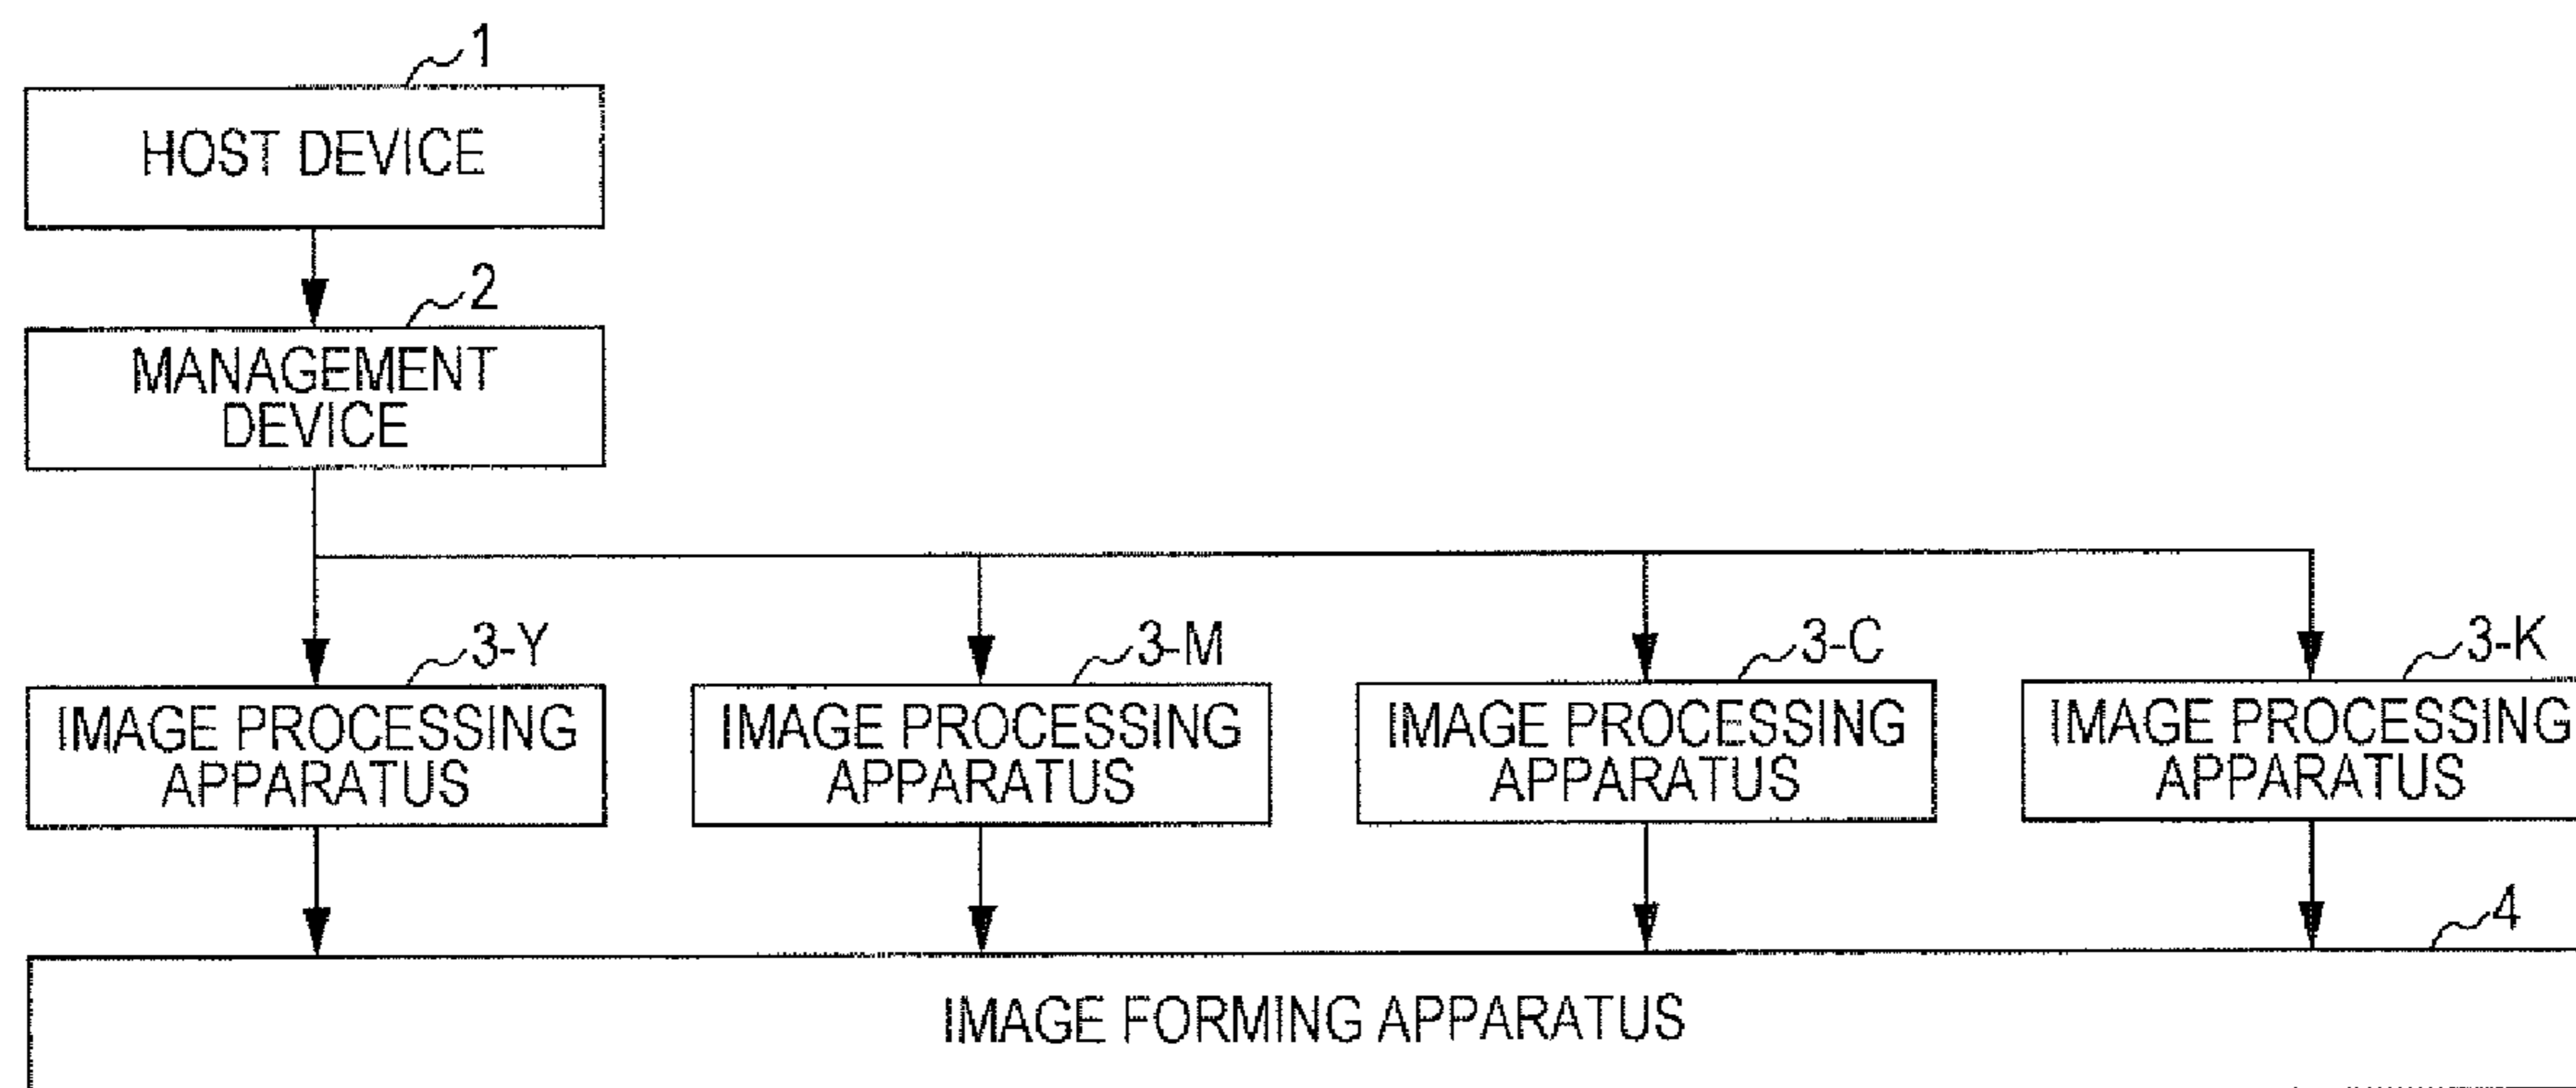 1
HOST DEVICE
2
MANAGEMENT
DEVICE
3-Y
3-M
3-C
3-K
IMAGE PROCESSING
APPARATUS
IMAGE PROCESSING
APPARATUS
IMAGE PROCESSING
APPARATUS
IMAGE PROCESSING
APPARATUS
4
IMAGE FORMING APPARATUS